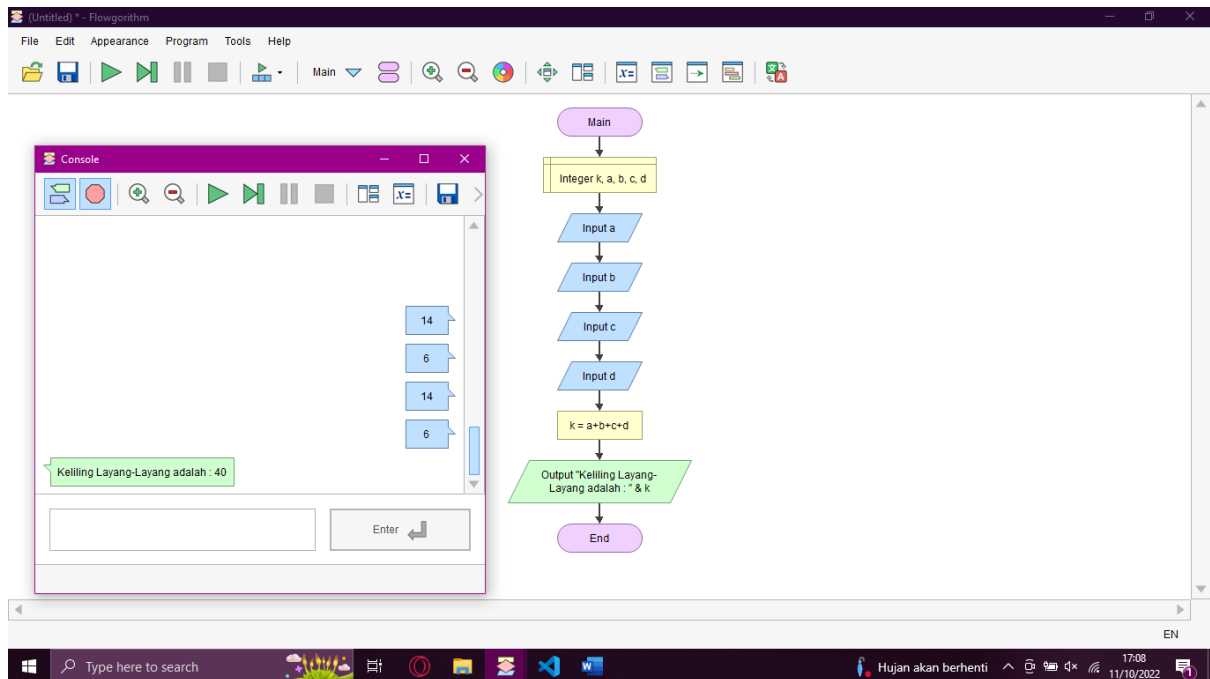 (Untitled) * - Flowgorithm
File Edit Appearance Program Tools Help
Main
x=
文
A
Main
Integer k, a, b, c, d
Input a
Input b
Input c
Input d
k = a+b+c+d
Output "Keliling Layang-
Layang adalah : " & k
End
Console
x=
14
6
14
6
Keliling Layang-Layang adalah : 40
Enter
EN
Type here to search
W
Hujan akan berhenti
17:08
11/10/2022
1